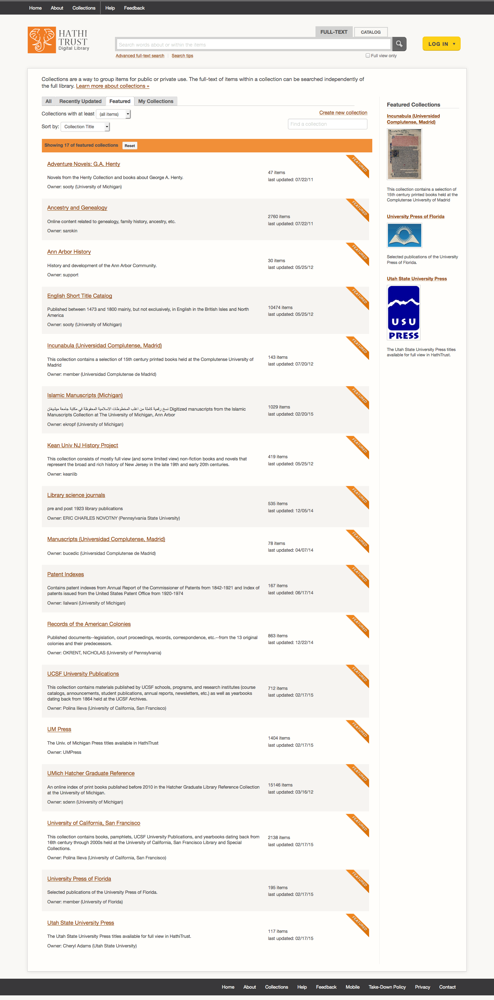 Home About Collections Help Feedback
HATHI
TRUST
Digital Library
FULL-TEXT CATALOG
Search words about or within the items
LOG IN
Advanced full-text search Search tips
Full view only
Collections are a way to group items for public or private use. The full-text of items within a collection can be searched independently of
the full library. Learn more about collections »
All Recently Updated Featured My Collections
Collections with at least (all items)
Create new collection
Sort by: Collection Title
Find a collection
Showing 17 of featured collections Reset
Adventure Novels: G.A. Henty
Novels from the Henty Collection and books about George A. Henty.
Owner: sooty (University of Michigan)
47 items
last updated: 07/22/11
FEATURED
Ancestry and Genealogy
Online content related to genealogy, family history, ancestry, etc.
Owner: sarokin
2760 items
last updated: 07/22/11
FEATURED
Ann Arbor History
History and development of the Ann Arbor Community.
Owner: support
30 items
last updated: 05/25/12
FEATURED
English Short Title Catalog
Published between 1473 and 1800 mainly, but not exclusively, in English in the British Isles and North
America
Owner: sooty (University of Michigan)
10474 items
last updated: 05/25/12
FEATURED
Incunabula (Universidad Complutense, Madrid)
This collection contains a selection of 15th century printed books held at the Complutense University of
Madrid
Owner: member (Universidad Complutense de Madrid)
143 items
last updated: 07/20/12
FEATURED
Islamic Manuscripts (Michigan)
نسخ رقمية كاملة من اغلب المخطوطات الاسلامية المحفوظة في مكتبة جامعة ميشيغان Digitized manuscripts from the Islamic
Manuscripts Collection at The University of Michigan, Ann Arbor
Owner: ekropf (University of Michigan)
1029 items
last updated: 02/20/15
FEATURED
Kean Univ NJ History Project
This collection consists of mostly full view (and some limited view) non-fiction books and novels that
represent the broad and rich history of New Jersey in the late 19th and early 20th centuries.
Owner: keanlib
419 items
last updated: 05/25/12
FEATURED
Library science journals
pre and post 1923 library publications
Owner: ERIC CHARLES NOVOTNY (Pennsylvania State University)
535 items
last updated: 12/05/14
FEATURED
Manuscripts (Universidad Complutense, Madrid)
Owner: bucedic (Universidad Complutense de Madrid)
78 items
last updated: 04/07/14
FEATURED
Patent Indexes
Contains patent indexes from Annual Report of the Commissioner of Patents from 1842-1921 and Index of
patents issued from the United States Patent Office from 1920-1974
Owner: llalwani (University of Michigan)
167 items
last updated: 06/17/14
FEATURED
Records of the American Colonies
Published documents--legislation, court proceedings, records, correspondence, etc.--from the 13 original
colonies and their predecessors.
Owner: OKRENT, NICHOLAS (University of Pennsylvania)
863 items
last updated: 12/22/14
FEATURED
UCSF University Publications
This collection contains materials published by UCSF schools, programs, and research institutes (course
catalogs, announcements, student publications, annual reports, newsletters, etc.) as well as yearbooks
dating back from 1864 held at the UCSF Archives.
Owner: Polina Ilieva (University of California, San Francisco)
712 items
last updated: 02/17/15
FEATURED
UM Press
The Univ. of Michigan Press titles available in HathiTrust
Owner: UMPress
1404 items
last updated: 02/17/15
FEATURED
UMich Hatcher Graduate Reference
An online index of print books published before 2010 in the Hatcher Graduate Library Reference Collection
at the University of Michigan.
Owner: sdenn (University of Michigan)
15146 items
last updated: 03/16/12
FEATURED
University of California, San Francisco
This collection contains books, pamphlets, UCSF University Publications, and yearbooks dating back from
16th century through 2000s held at the University of California, San Francisco Library and Special
Collections.
Owner: Polina Ilieva (University of California, San Francisco)
2138 items
last updated: 02/17/15
FEATURED
University Press of Florida
Selected publications of the University Press of Florida.
Owner: member (University of Florida)
195 items
last updated: 02/17/15
FEATURED
Utah State University Press
The Utah State University Press titles available for full view in HathiTrust.
Owner: Cheryl Adams (Utah State University)
117 items
last updated: 02/17/15
FEATURED
Featured Collections
Incunabula (Universidad
Complutense, Madrid)
This collection contains a selection of
15th century printed books held at the
Complutense University of Madrid
University Press of Florida
Selected publications of the University
Press of Florida.
Utah State University Press
USU
PRESS
The Utah State University Press titles
available for full view in HathiTrust.
Home About Collections Help Feedback Mobile Take-Down Policy Privacy Contact